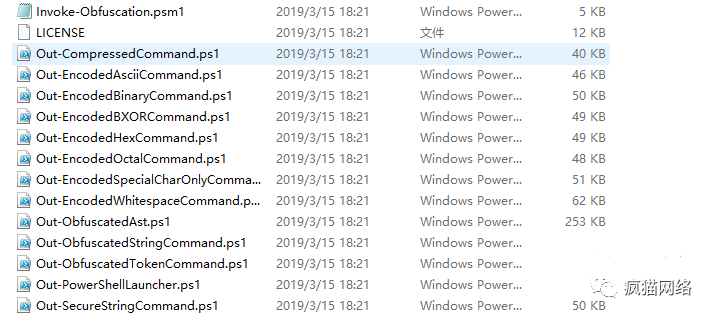 Invoke-Obfuscation.psm1 2019/3/15 18:21 Windows Power... 5 KB
LICENSE 2019/3/15 18:21 文件 12 KB
Out-CompressedCommand.ps1 2019/3/15 18:21 Windows Power... 40 KB
Out-EncodedAsciiCommand.ps1 2019/3/15 18:21 Windows Power... 46 KB
Out-EncodedBinaryCommand.ps1 2019/3/15 18:21 Windows Power... 50 KB
Out-EncodedBXORCommand.ps1 2019/3/15 18:21 Windows Power... 49 KB
Out-EncodedHexCommand.ps1 2019/3/15 18:21 Windows Power... 49 KB
Out-EncodedOctalCommand.ps1 2019/3/15 18:21 Windows Power... 48 KB
Out-EncodedSpecialCharOnlyComma... 2019/3/15 18:21 Windows Power... 51 KB
Out-EncodedWhitespaceCommand.p... 2019/3/15 18:21 Windows Power... 62 KB
Out-ObfuscatedAst.ps1 2019/3/15 18:21 Windows Power... 253 KB
Out-ObfuscatedStringCommand.ps1 2019/3/15 18:21 Windows Power...
Out-ObfuscatedTokenCommand.ps1 2019/3/15 18:21 Windows Power...
Out-PowerShellLauncher.ps1 2019/3/15 18:21 Windows Power...
疯猫网络
Out-SecureStringCommand.ps1 2019/3/15 18:21 Windows Power... 50 KB